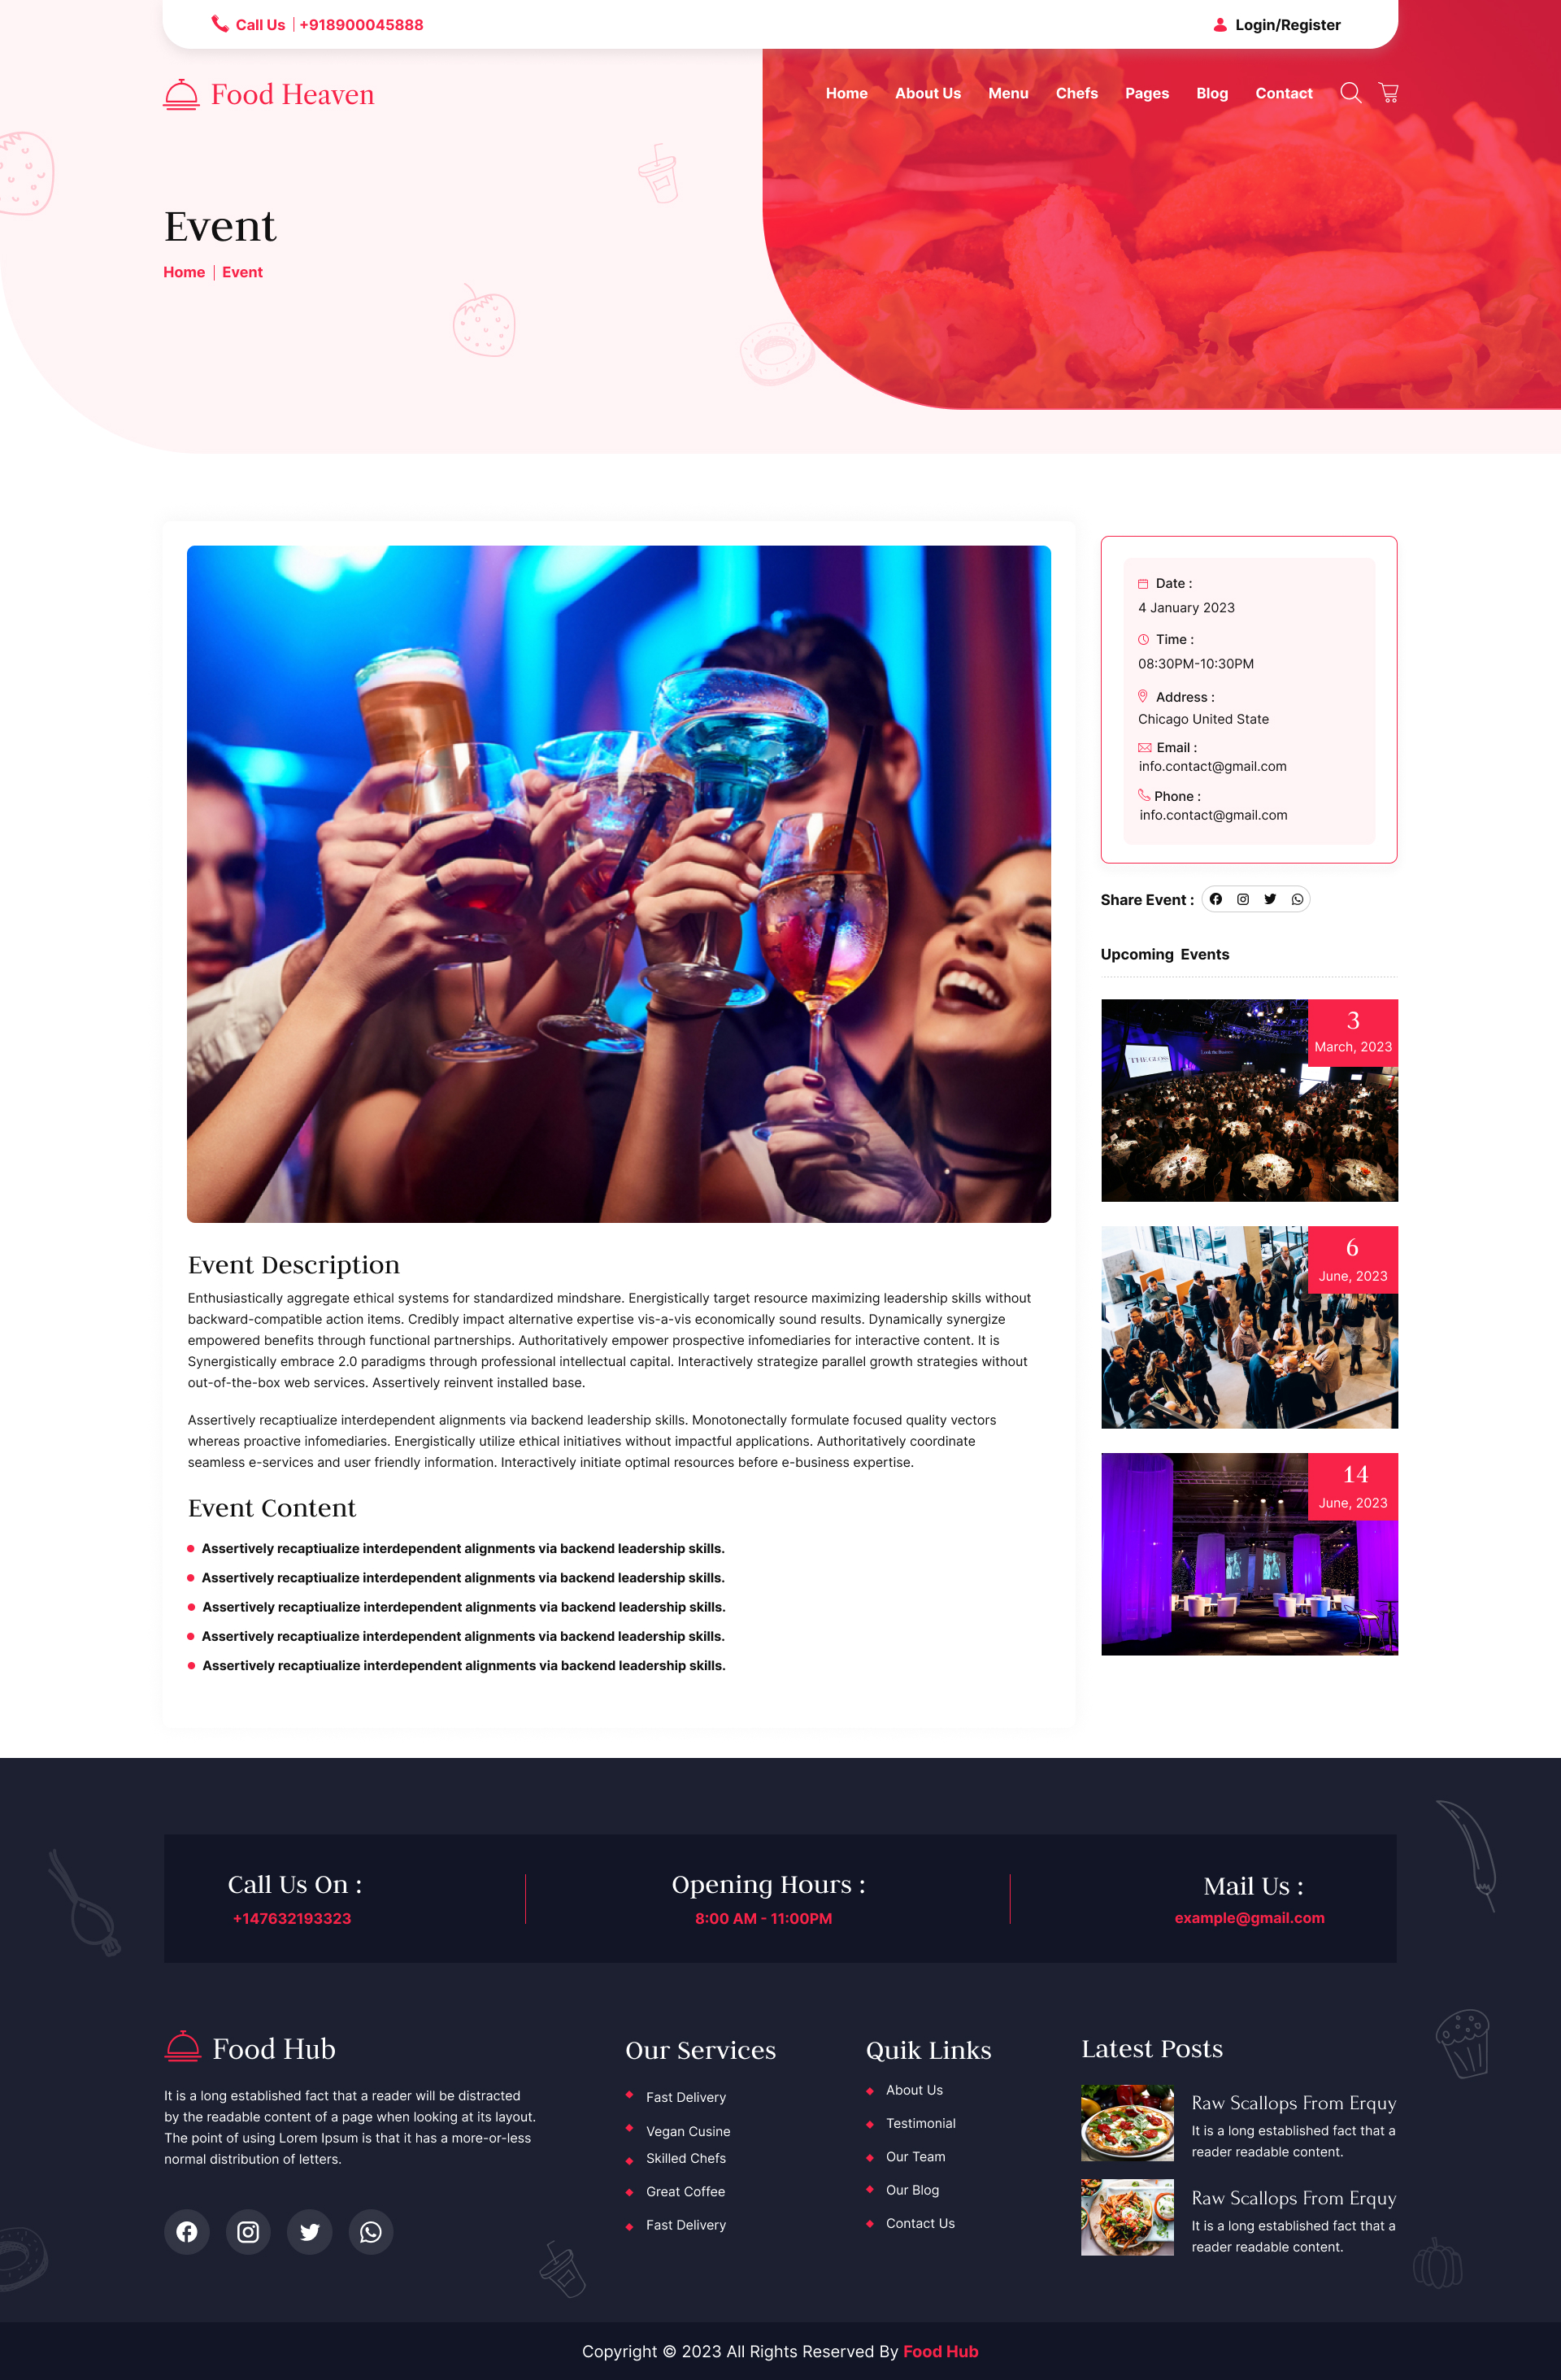 Call Us | +918900045888
Login/Register
Food Heaven
Home About Us Menu Chefs Pages Blog Contact
Event
Home | Event
Date :
4 January 2023
Time :
08:30PM-10:30PM
Address :
Chicago United State
Email :
info.contact@gmail.com
Phone :
info.contact@gmail.com
Share Event :
Upcoming Events
THE GLOSS
3
March, 2023
6
June, 2023
14
June, 2023
Event Description
Enthusiastically aggregate ethical systems for standardized mindshare. Energistically target resource maximizing leadership skills without
backward-compatible action items. Credibly impact alternative expertise vis-a-vis economically sound results. Dynamically synergize
empowered benefits through functional partnerships. Authoritatively empower prospective infomediaries for interactive content. It is
Synergistically embrace 2.0 paradigms through professional intellectual capital. Interactively strategize parallel growth strategies without
out-of-the-box web services. Assertively reinvent installed base.
Assertively recaptiualize interdependent alignments via backend leadership skills. Monotonectally formulate focused quality vectors
whereas proactive infomediaries. Energistically utilize ethical initiatives without impactful applications. Authoritatively coordinate
seamless e-services and user friendly information. Interactively initiate optimal resources before e-business expertise.
Event Content
Assertively recaptiualize interdependent alignments via backend leadership skills.
Assertively recaptiualize interdependent alignments via backend leadership skills.
Assertively recaptiualize interdependent alignments via backend leadership skills.
Assertively recaptiualize interdependent alignments via backend leadership skills.
Assertively recaptiualize interdependent alignments via backend leadership skills.
Call Us On :
+147632193323
Opening Hours :
8:00 AM - 11:00PM
Mail Us :
example@gmail.com
Food Hub
It is a long established fact that a reader will be distracted
by the readable content of a page when looking at its layout.
The point of using Lorem Ipsum is that it has a more-or-less
normal distribution of letters.
Our Services
Fast Delivery
Vegan Cusine
Skilled Chefs
Great Coffee
Fast Delivery
Quik Links
About Us
Testimonial
Our Team
Our Blog
Contact Us
Latest Posts
Raw Scallops From Erquy
It is a long established fact that a
reader readable content.
Raw Scallops From Erquy
It is a long established fact that a
reader readable content.
Copyright © 2023 All Rights Reserved By Food Hub